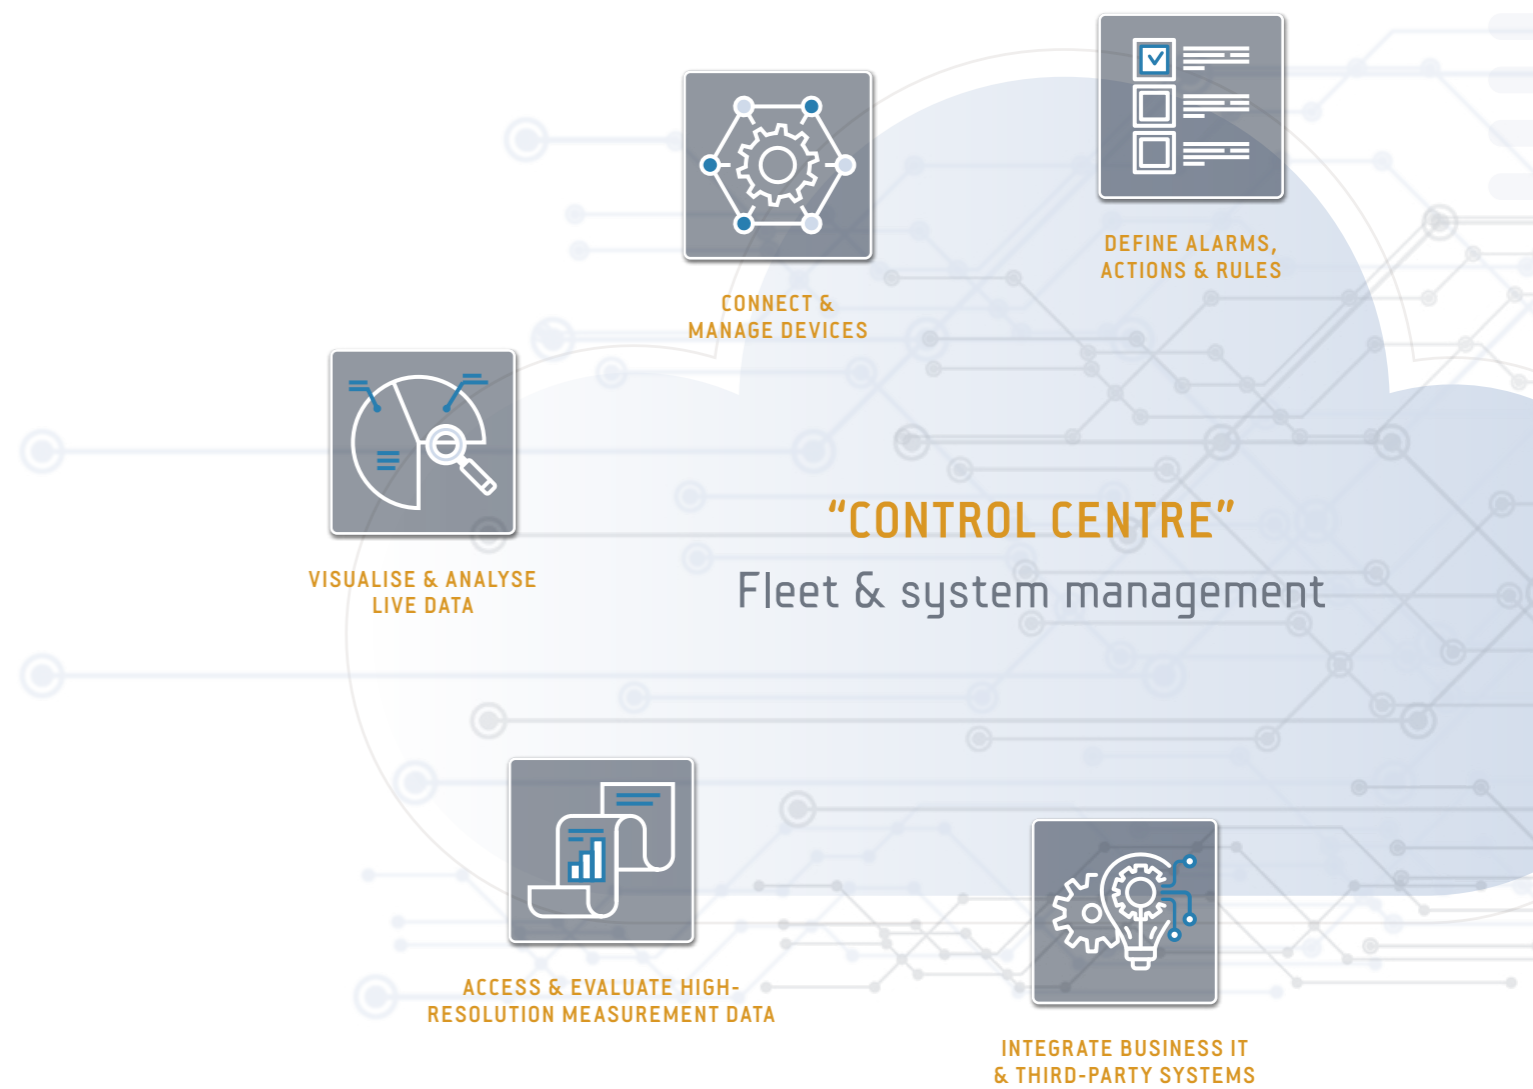 DEFINE ALARMS,
ACTIONS & RULES
CONNECT &
MANAGE DEVICES
VISUALISE & ANALYSE
LIVE DATA
“CONTROL CENTRE”
Fleet & system management
ACCESS & EVALUATE HIGH-
RESOLUTION MEASUREMENT DATA
INTEGRATE BUSINESS IT
& THIRD-PARTY SYSTEMS